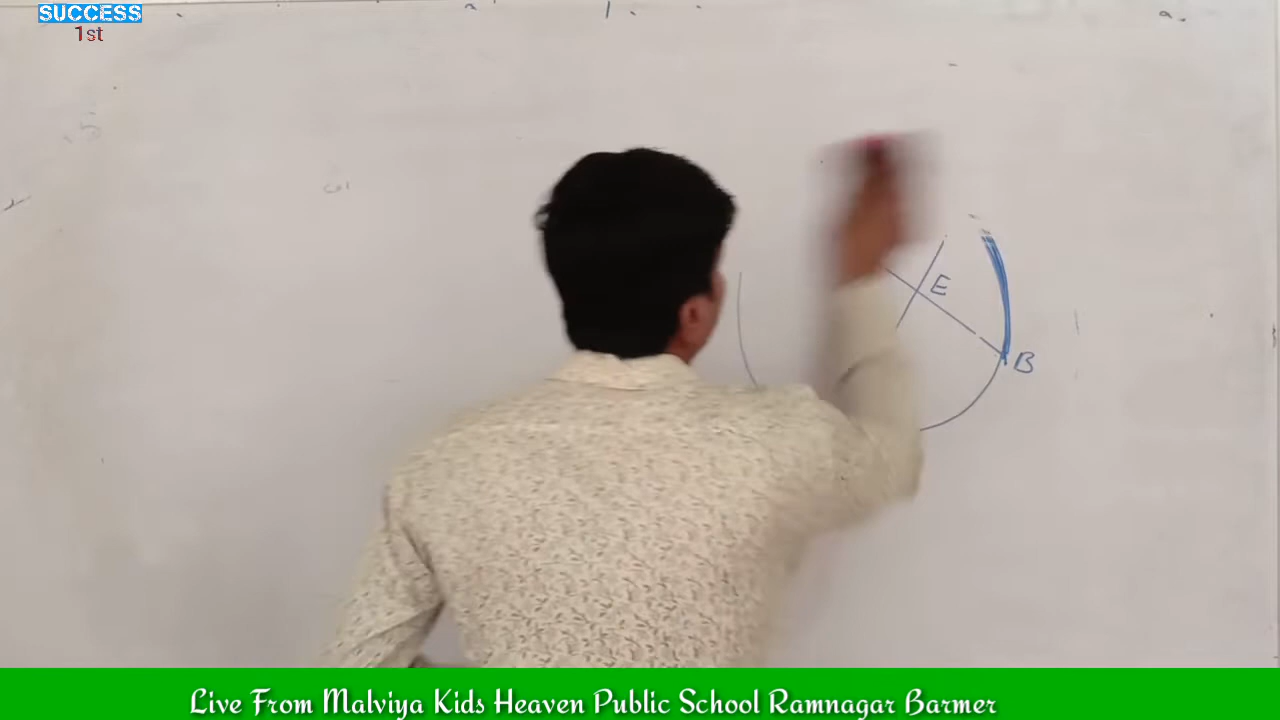 SUCCESS
1st
E
B
Live From Malviya Kids Heaven Public School Ramnagar Barmer